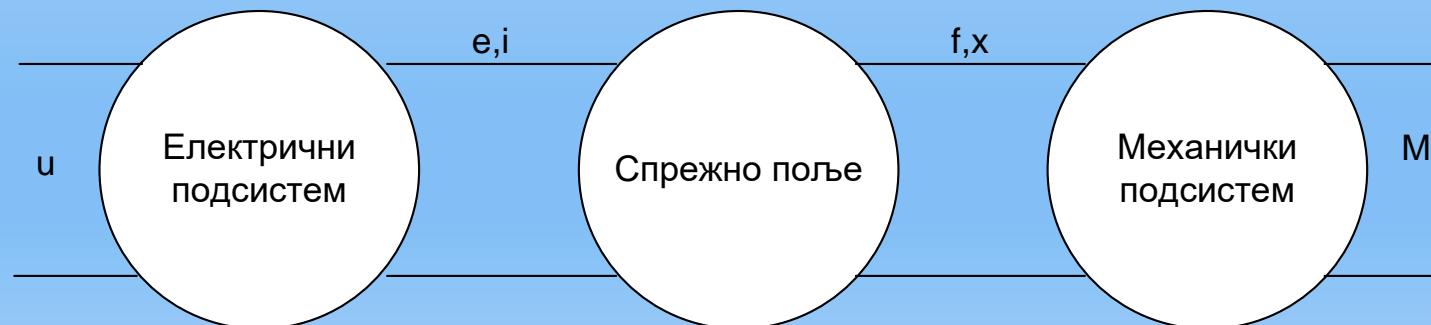 e,i
f,x
u
Електрични
подсистем
Спрежно поље
Механички
подсистем
M